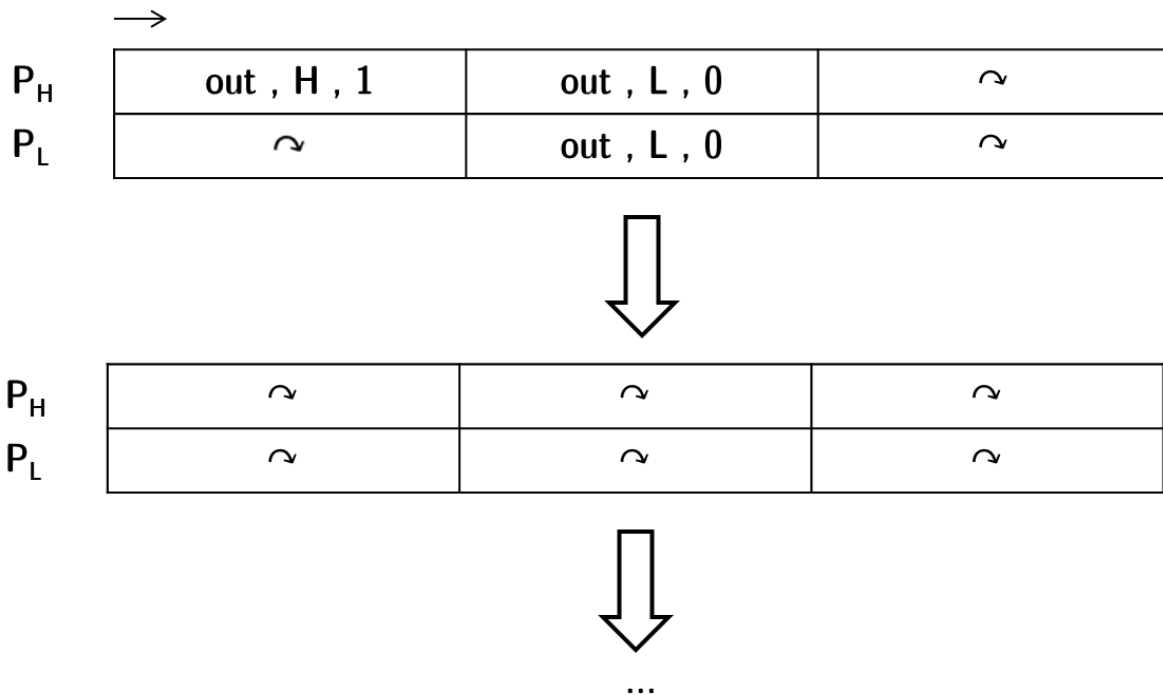 →
P_H out , H , 1 out , L , 0 ↷
P_L ↷ out , L , 0 ↷
P_H ↷ ↷ ↷
P_L ↷ ↷ ↷
...